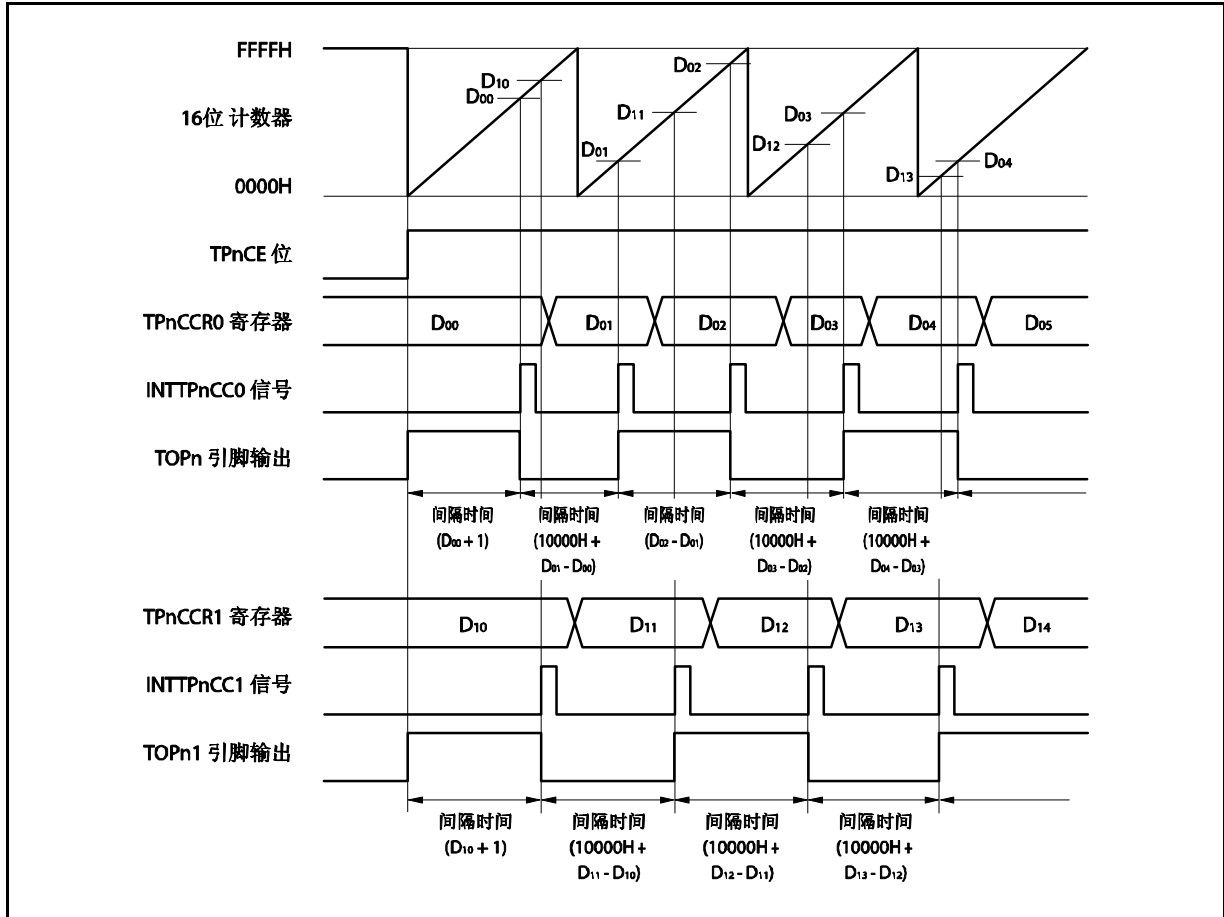 FFFFH
D10
D00
D02
D11
D03
16位 计数器
D01
D12
D04
D13
0000H
TPnCE 位
TPnCCR0 寄存器
D00
D01
D02
D03
D04
D05
INTTPnCC0 信号
TOPn 引脚输出
间隔时间
(D00 + 1)
间隔时间
(10000H +
D01 - D00)
间隔时间
(D02 - D01)
间隔时间
(10000H +
D03 - D02)
间隔时间
(10000H +
D04 - D03)
TPnCCR1 寄存器
D10
D11
D12
D13
D14
INTTPnCC1 信号
TOPn1 引脚输出
间隔时间
(D10 + 1)
间隔时间
(10000H +
D11 - D10)
间隔时间
(10000H +
D12 - D11)
间隔时间
(10000H +
D13 - D12)